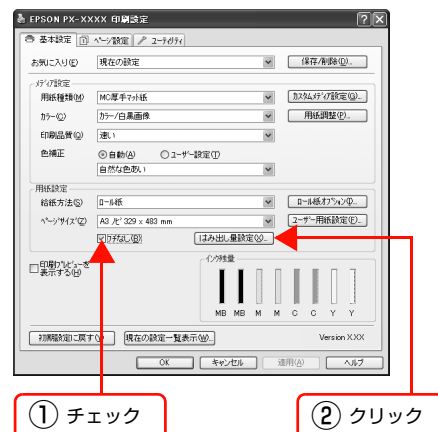 EPSON PX-XXXX 印刷設定
基本設定 ページ設定 ユーティリティ
お気に入り(E) 現在の設定 保存/削除(D)...
メディア設定
用紙種類(M) MC厚手マット紙 カスタムメディア設定(G)...
カラー(C) カラー/白黒画像 用紙調整(P)...
印刷品質(Q) 速い
色補正 自動(A) ユーザー設定(T)
自然な色あい
用紙設定
給紙方法(S) ロール紙 ロール紙オプション(I)...
ページサイズ(Z) A3 ノビ 329 x 483 mm ユーザー用紙設定(F)...
フチなし(B) はみ出し量設定(X)...
印刷プレビューを
表示する(H)
インク残量
MB MB M M C C Y Y
初期設定に戻す(Y) 現在の設定一覧表示(W)... Version X.XX
OK キャンセル 適用(A) ヘルプ
① チェック
② クリック